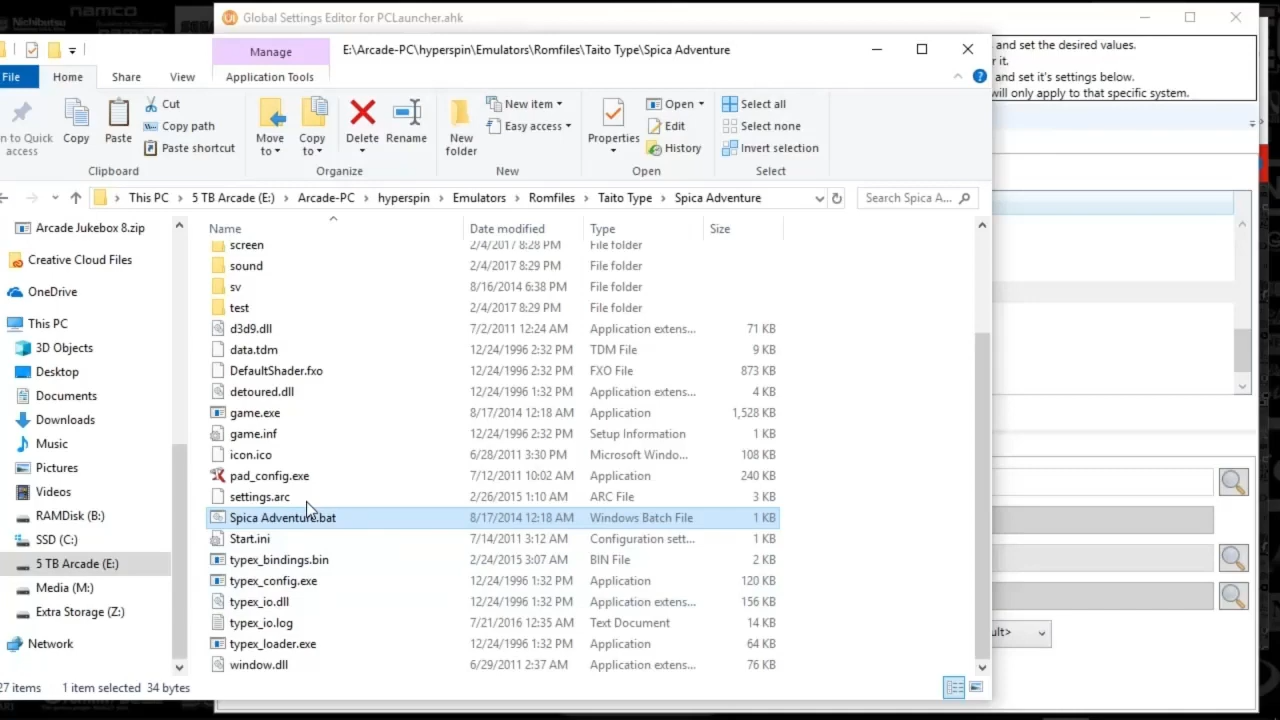 namco
Nichibutsu
Global Settings Editor for PCLauncher.ahk
Manage
E:\Arcade-PC\hyperspin\Emulators\Romfiles\Taito Type\Spica Adventure
and set the desired values.
r it.
and set it's settings below.
will only apply to that specific system.
File
Home
Share
View
Application Tools
n to Quick access
Copy
Paste
Cut
Copy path
Paste shortcut
Move to
Copy to
Delete
Rename
New folder
New item
Easy access
Properties
Open
Edit
History
Select all
Select none
Invert selection
Clipboard
Organize
New
Open
Select
This PC > 5 TB Arcade (E:) > Arcade-PC > hyperspin > Emulators > Romfiles > Taito Type > Spica Adventure
Search Spica A...
Arcade Jukebox 8.zip
Creative Cloud Files
OneDrive
This PC
3D Objects
Desktop
Documents
Downloads
Music
Pictures
Videos
RAMDisk (B:)
SSD (C:)
5 TB Arcade (E:)
Media (M:)
Extra Storage (Z:)
Network
Name Date modified Type Size
screen 2/4/2017 8:28 PM File folder
sound 2/4/2017 8:29 PM File folder
sv 8/16/2014 6:38 PM File folder
test 2/4/2017 8:29 PM File folder
d3d9.dll 7/2/2011 12:24 AM Application extens... 71 KB
data.tdm 12/24/1996 2:32 PM TDM File 9 KB
DefaultShader.fxo 12/24/1996 2:32 PM FXO File 873 KB
detoured.dll 12/24/1996 1:32 PM Application extens... 4 KB
game.exe 8/17/2014 12:18 AM Application 1,528 KB
game.inf 12/24/1996 2:32 PM Setup Information 1 KB
icon.ico 6/28/2011 3:30 PM Microsoft Windo... 108 KB
pad_config.exe 7/12/2011 10:02 AM Application 240 KB
settings.arc 2/26/2015 1:10 AM ARC File 3 KB
Spica Adventure.bat 8/17/2014 12:18 AM Windows Batch File 1 KB
Start.ini 7/14/2011 3:12 AM Configuration sett... 1 KB
typex_bindings.bin 2/24/2015 3:07 AM BIN File 2 KB
typex_config.exe 12/24/1996 1:32 PM Application 120 KB
typex_io.dll 12/24/1996 1:32 PM Application extens... 156 KB
typex_io.log 7/21/2016 12:35 AM Text Document 14 KB
typex_loader.exe 12/24/1996 1:32 PM Application 64 KB
window.dll 6/29/2011 2:37 AM Application extens... 76 KB
ult>
27 items 1 item selected 34 bytes